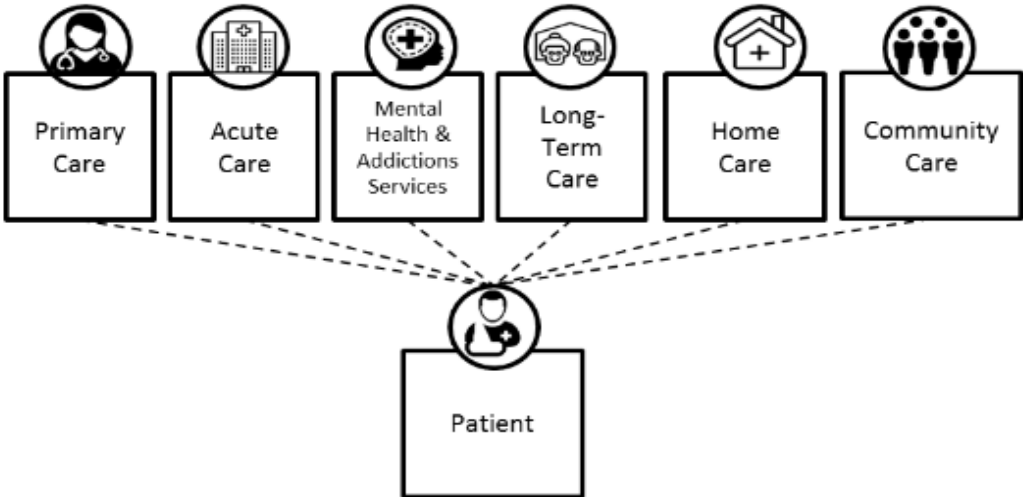 Primary
Care
Acute
Care
Mental
Health &
Addictions
Services
Long-
Term
Care
Home
Care
Community
Care
Patient